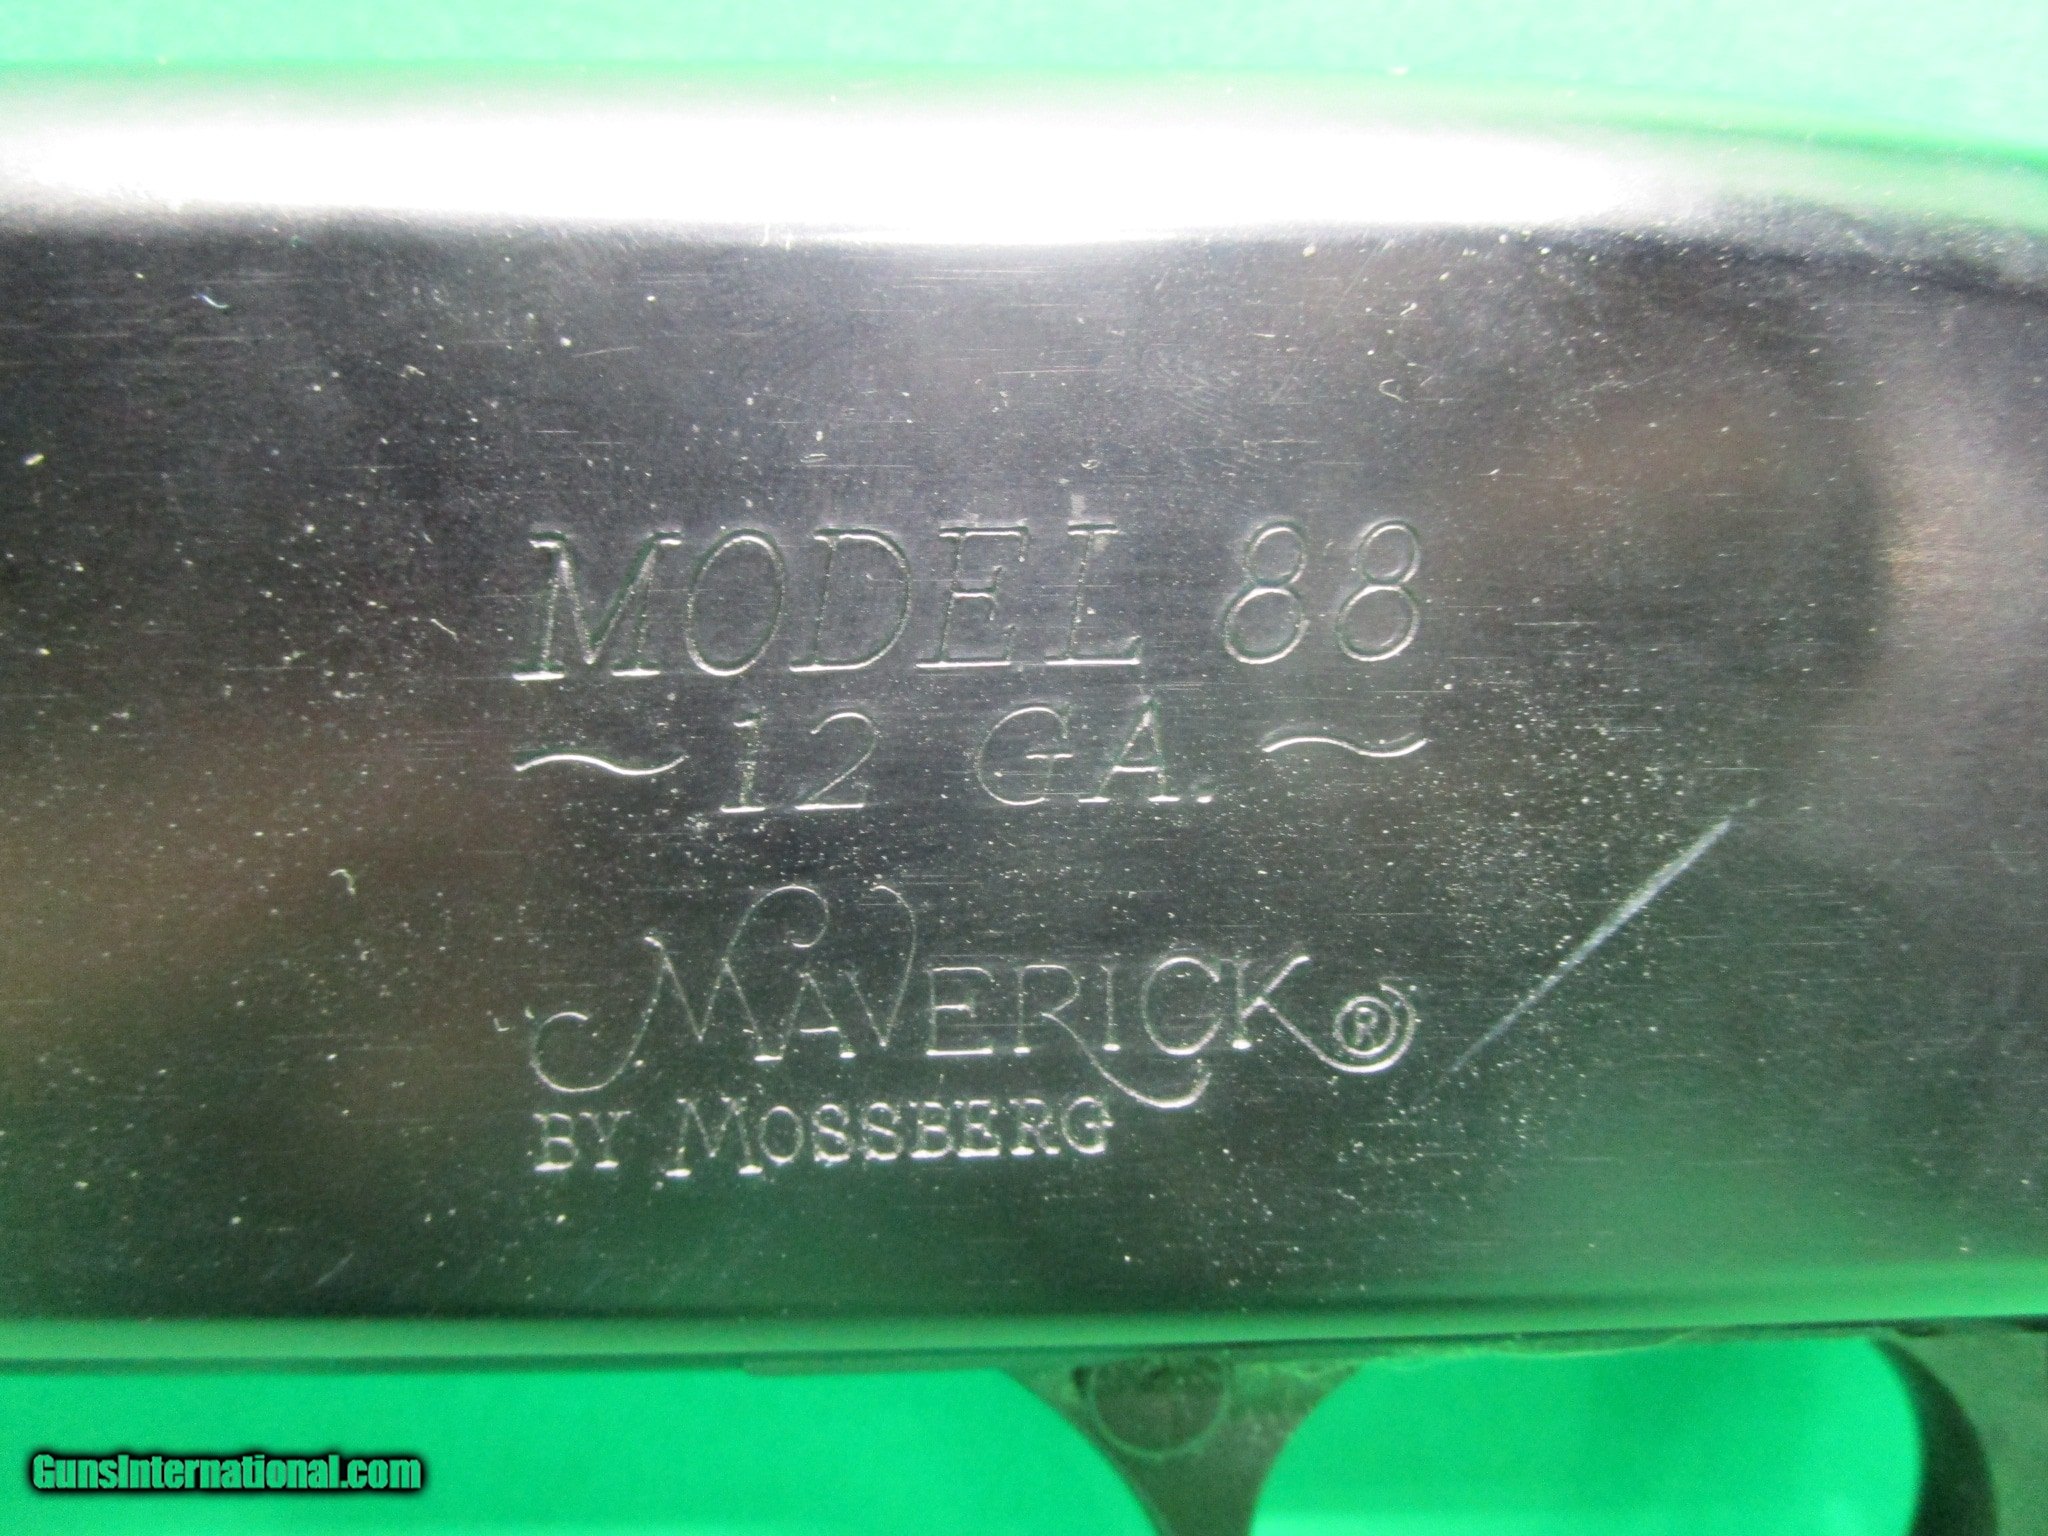 MODEL 88
~ 12 GA. ~
MAVERICK ®
BY MOSSBERG
GunsInternational.com